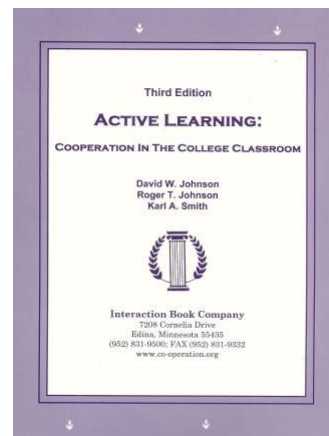 Third Edition
ACTIVE LEARNING:
COOPERATION IN THE COLLEGE CLASSROOM
David W. Johnson
Roger T. Johnson
Karl A. Smith
Interaction Book Company
7208 Cornelia Drive
Edina, Minnesota 55435
(952) 831-9500; FAX (952) 831-9332
www.co-operation.org